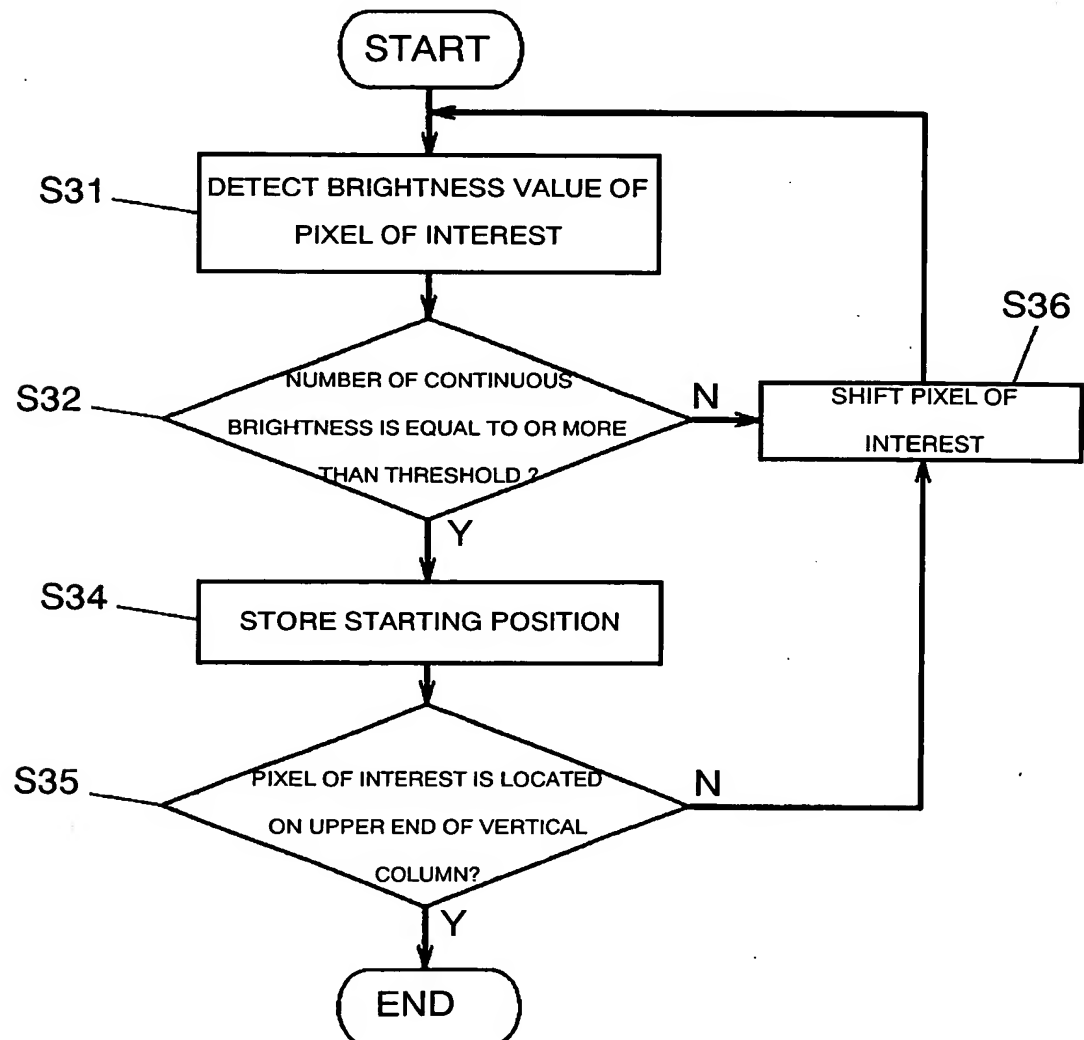 START
S31
DETECT BRIGHTNESS VALUE OF
PIXEL OF INTEREST
S32
NUMBER OF CONTINUOUS
BRIGHTNESS IS EQUAL TO OR MORE
THAN THRESHOLD ?
N
S36
SHIFT PIXEL OF
INTEREST
Y
S34
STORE STARTING POSITION
S35
PIXEL OF INTEREST IS LOCATED
ON UPPER END OF VERTICAL
COLUMN?
N
Y
END